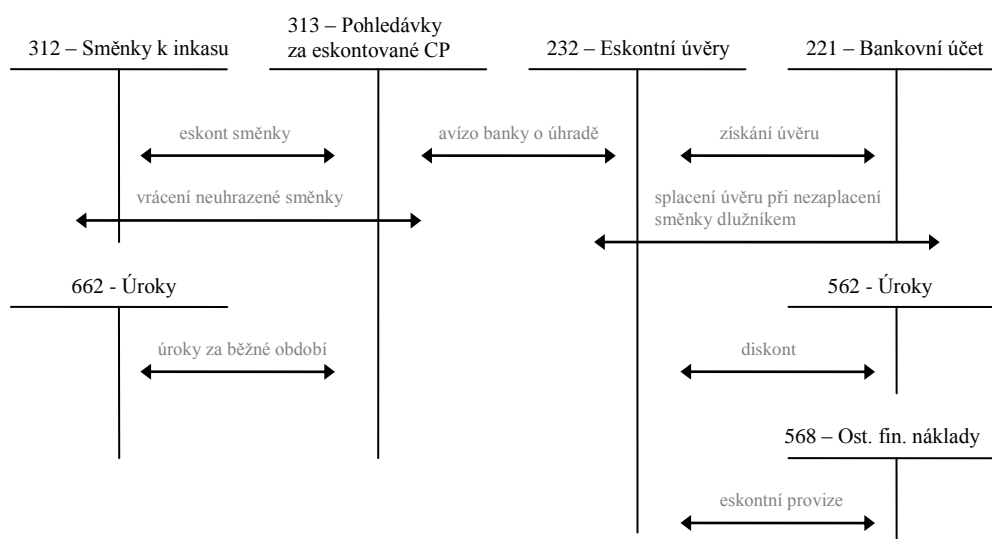 312 – Směnky k inkasu
313 – Pohledávky
za eskontované CP
232 – Eskontní úvěry
221 – Bankovní účet
eskont směnky
avízo banky o úhradě
získání úvěru
vrácení neuhrazené směnky
splacení úvěru při nezaplacení
směnky dlužníkem
662 - Úroky
562 - Úroky
úroky za běžné období
diskont
568 – Ost. fin. náklady
eskontní provize